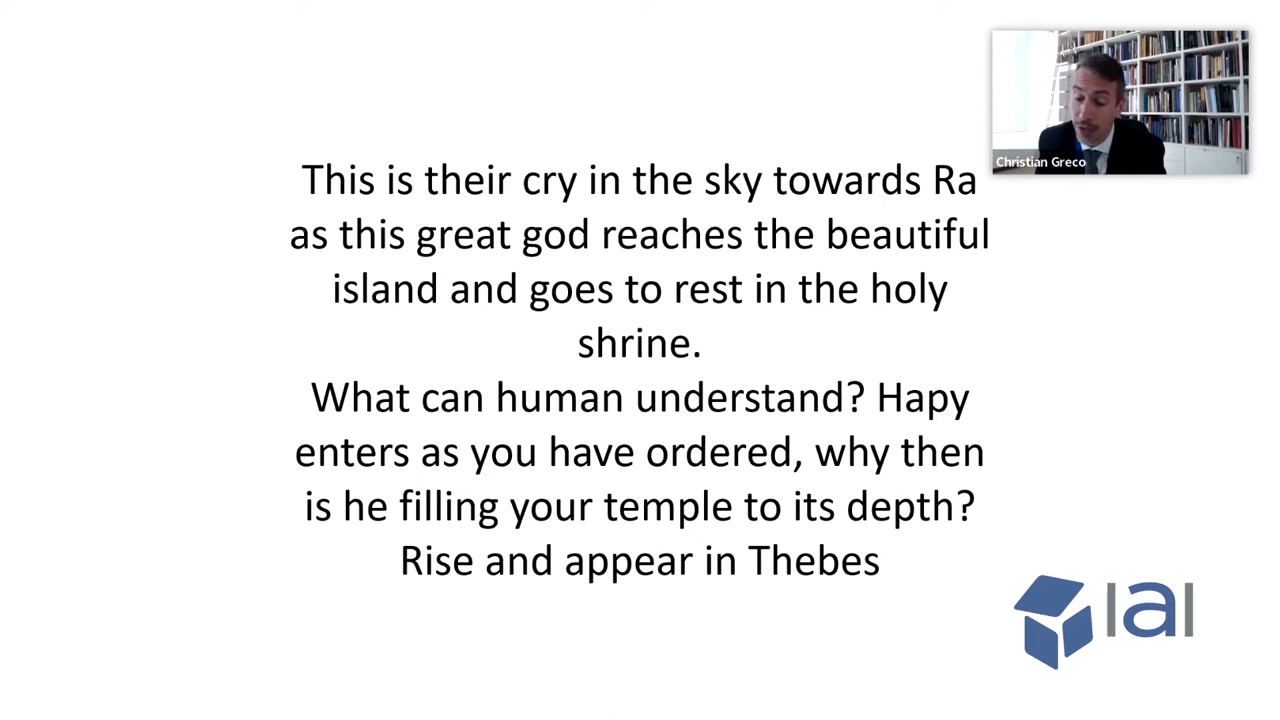 This is their cry in the sky towards Ra
as this great god reaches the beautiful
island and goes to rest in the holy
shrine.
What can human understand? Hapy
enters as you have ordered, why then
is he filling your temple to its depth?
Rise and appear in Thebes
Christian Greco
IAI